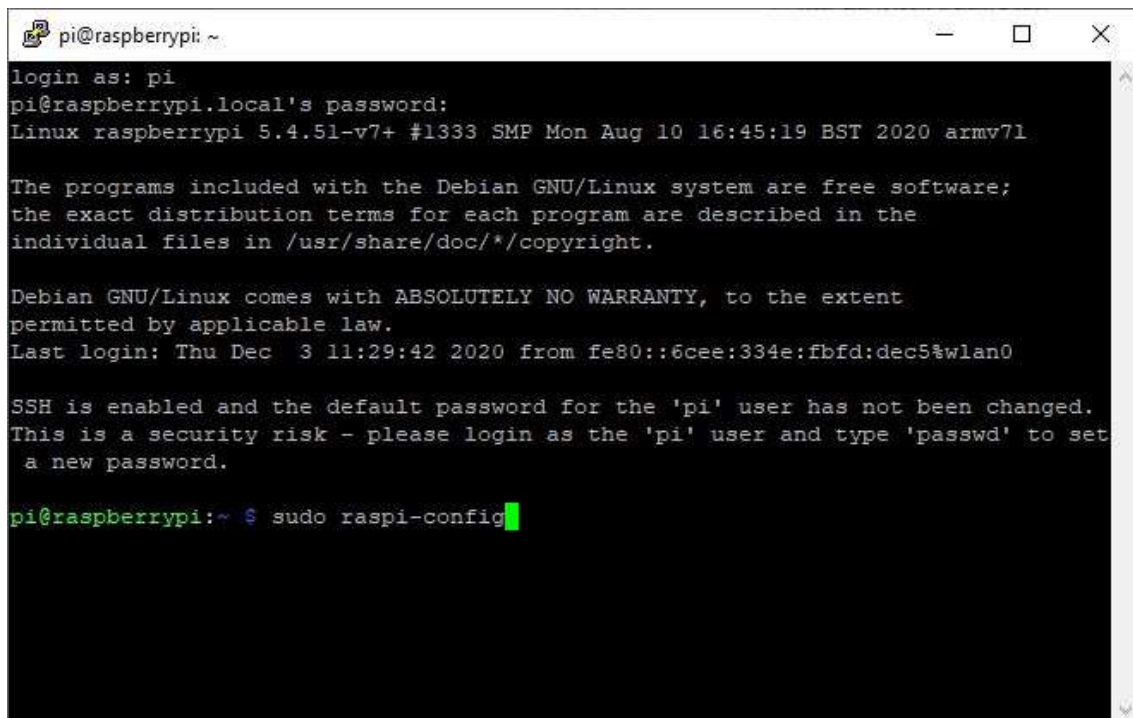 pi@raspberrypi: ~
login as: pi
pi@raspberrypi.local's password:
Linux raspberrypi 5.4.51-v7+ #1333 SMP Mon Aug 10 16:45:19 BST 2020 armv7l
The programs included with the Debian GNU/Linux system are free software;
the exact distribution terms for each program are described in the
individual files in /usr/share/doc/*/copyright.
Debian GNU/Linux comes with ABSOLUTELY NO WARRANTY, to the extent
permitted by applicable law.
Last login: Thu Dec  3 11:29:42 2020 from fe80::6cee:334e:fbfd:dec5%wlan0
SSH is enabled and the default password for the 'pi' user has not been changed.
This is a security risk - please login as the 'pi' user and type 'passwd' to set
 a new password.
pi@raspberrypi:~ $ sudo raspi-config